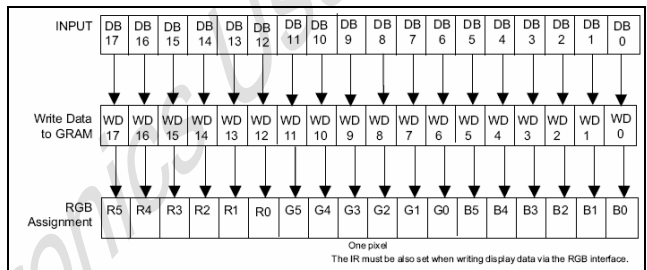 INPUT DB 17 DB 16 DB 15 DB 14 DB 13 DB 12 DB 11 DB 10 DB 9 DB 8 DB 7 DB 6 DB 5 DB 4 DB 3 DB 2 DB 1 DB 0
Write Data to GRAM WD 17 WD 16 WD 15 WD 14 WD 13 WD 12 WD 11 WD 10 WD 9 WD 8 WD 7 WD 6 WD 5 WD 4 WD 3 WD 2 WD 1 WD 0
RGB Assignment R5 R4 R3 R2 R1 R0 G5 G4 G3 G2 G1 G0 B5 B4 B3 B2 B1 B0
One pixel
The IR must be also set when writing display data via the RGB interface.